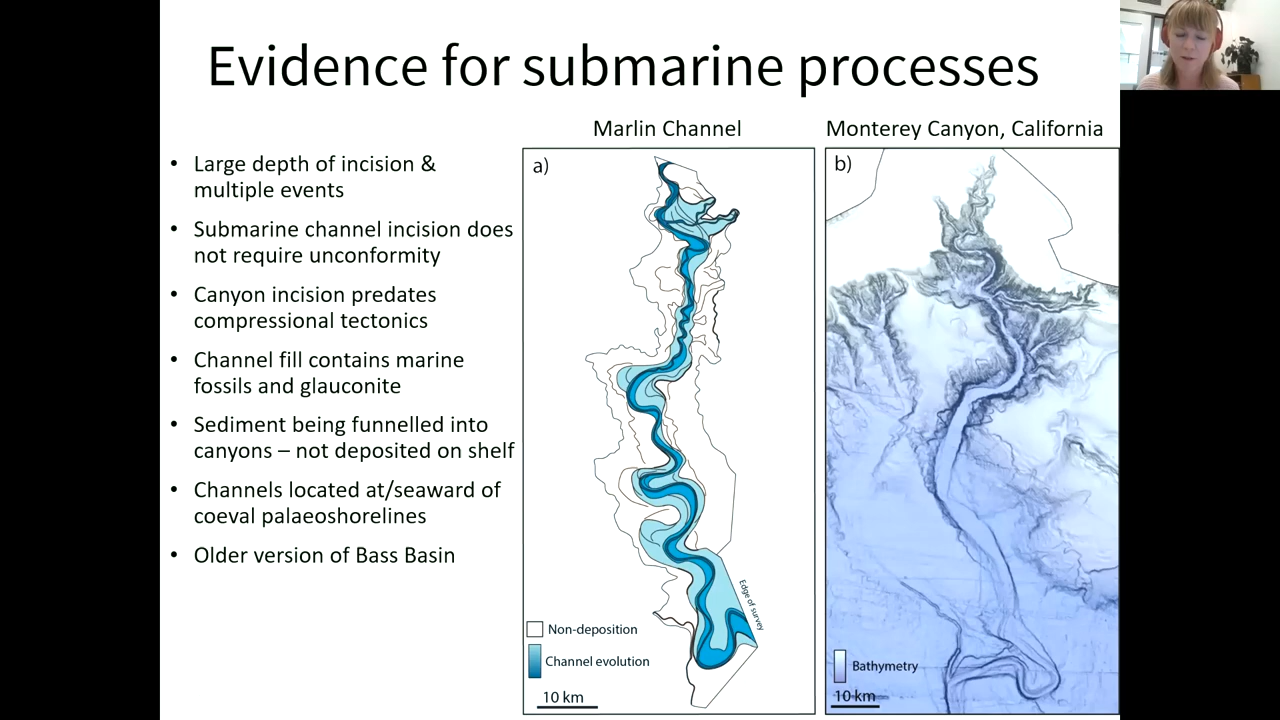 Evidence for submarine processes
• Large depth of incision &
multiple events
• Submarine channel incision does
not require unconformity
• Canyon incision predates
compressional tectonics
• Channel fill contains marine
fossils and glauconite
• Sediment being funnelled into
canyons – not deposited on shelf
• Channels located at/seaward of
coeval palaeoshorelines
• Older version of Bass Basin
Marlin Channel
a)
Edge of survey
Non-deposition
Channel evolution
10 km
Monterey Canyon, California
b)
Bathymetry
10 km